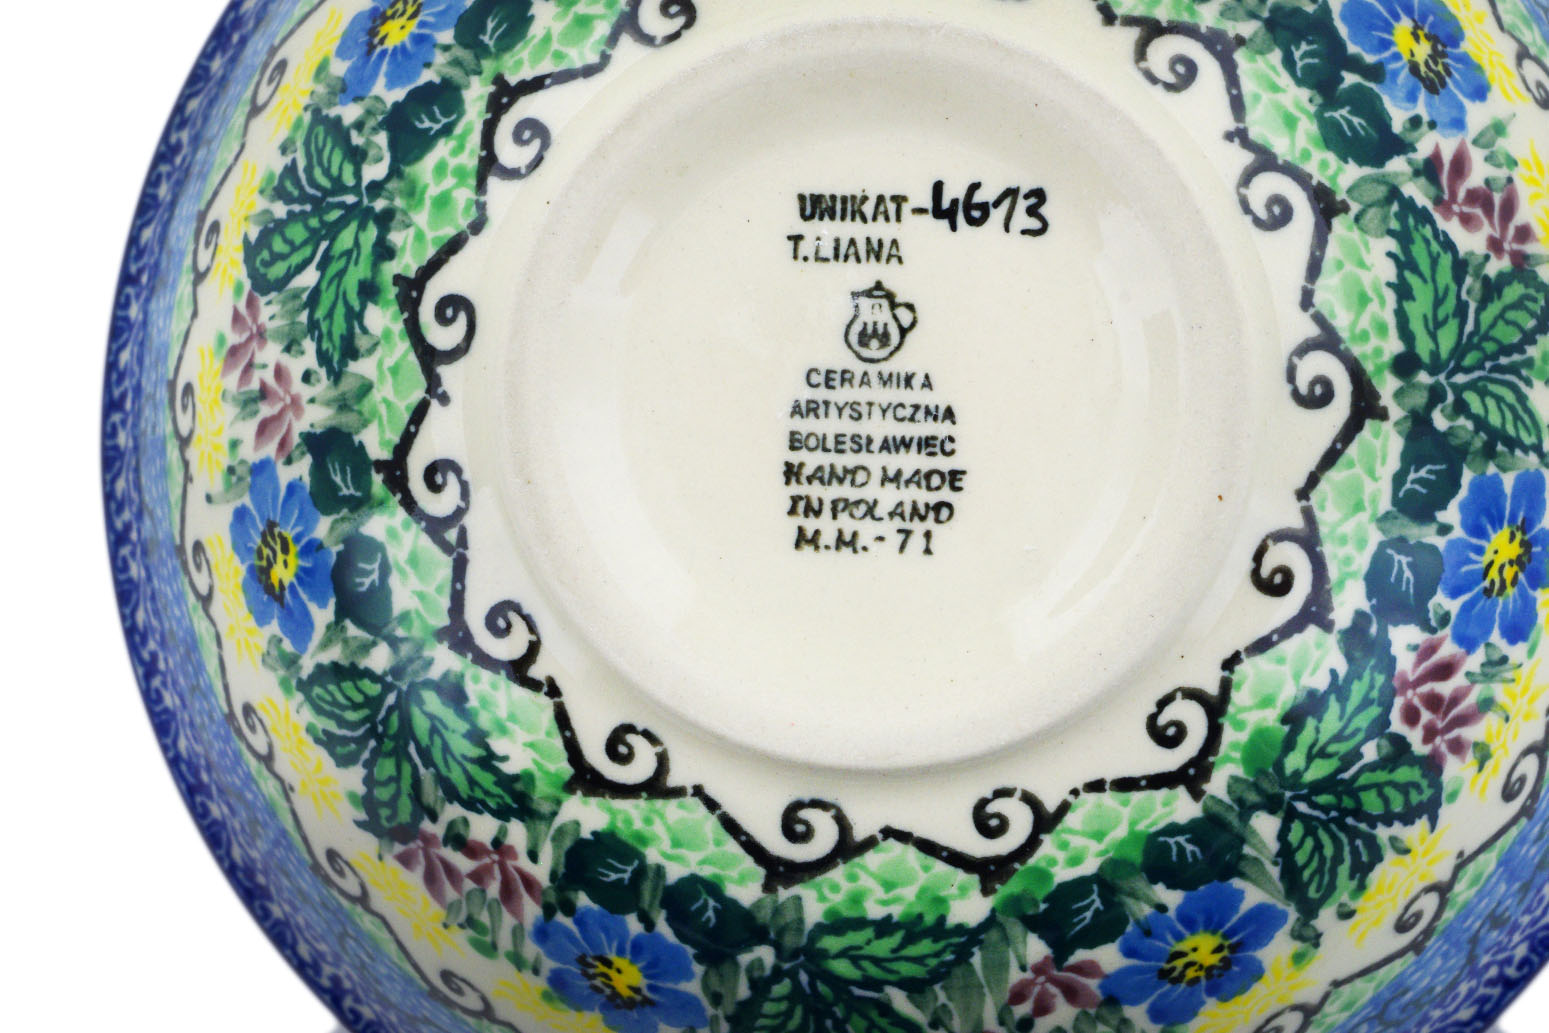 UNIKAT-4613
T.LIANA
CERAMIKA
ARTYSTYCZNA
BOLESŁAWIEC
HAND MADE
IN POLAND
M.M.-71